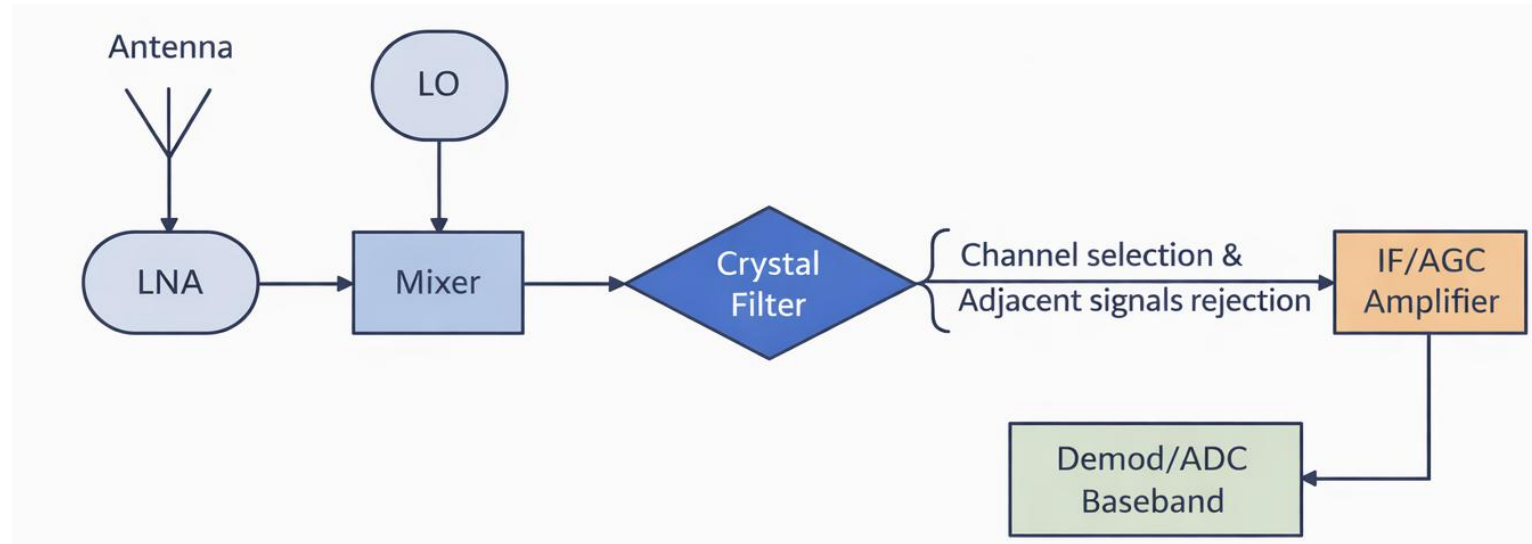 Antenna
LO
LNA
Mixer
Crystal
Filter
Channel selection &
Adjacent signals rejection
IF/AGC
Amplifier
Demod/ADC
Baseband